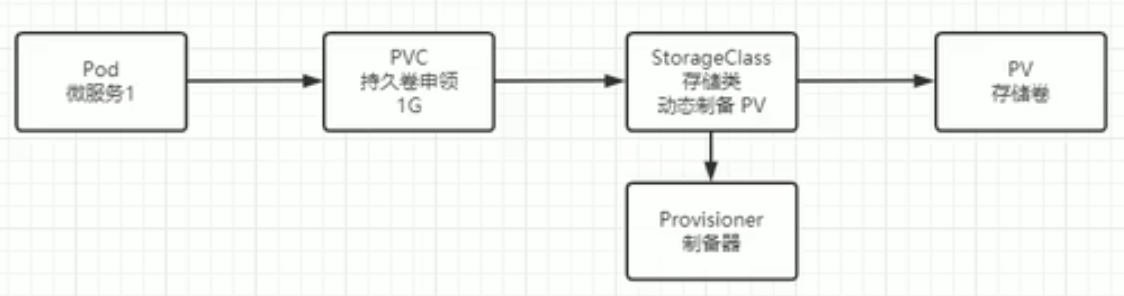 Pod
微服务1
PVC
持久卷申领
1G
StorageClass
存储类
动态制备 PV
PV
存储卷
Provisioner
制备器